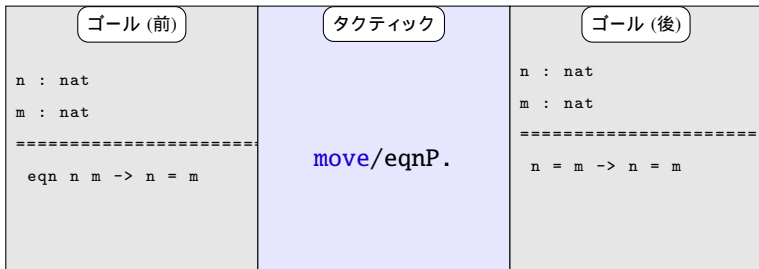 ゴール (前)
n : nat
m : nat
=======================
eqn n m -> n = m
タクティック
move/eqnP.
ゴール (後)
n : nat
m : nat
======================
n = m -> n = m